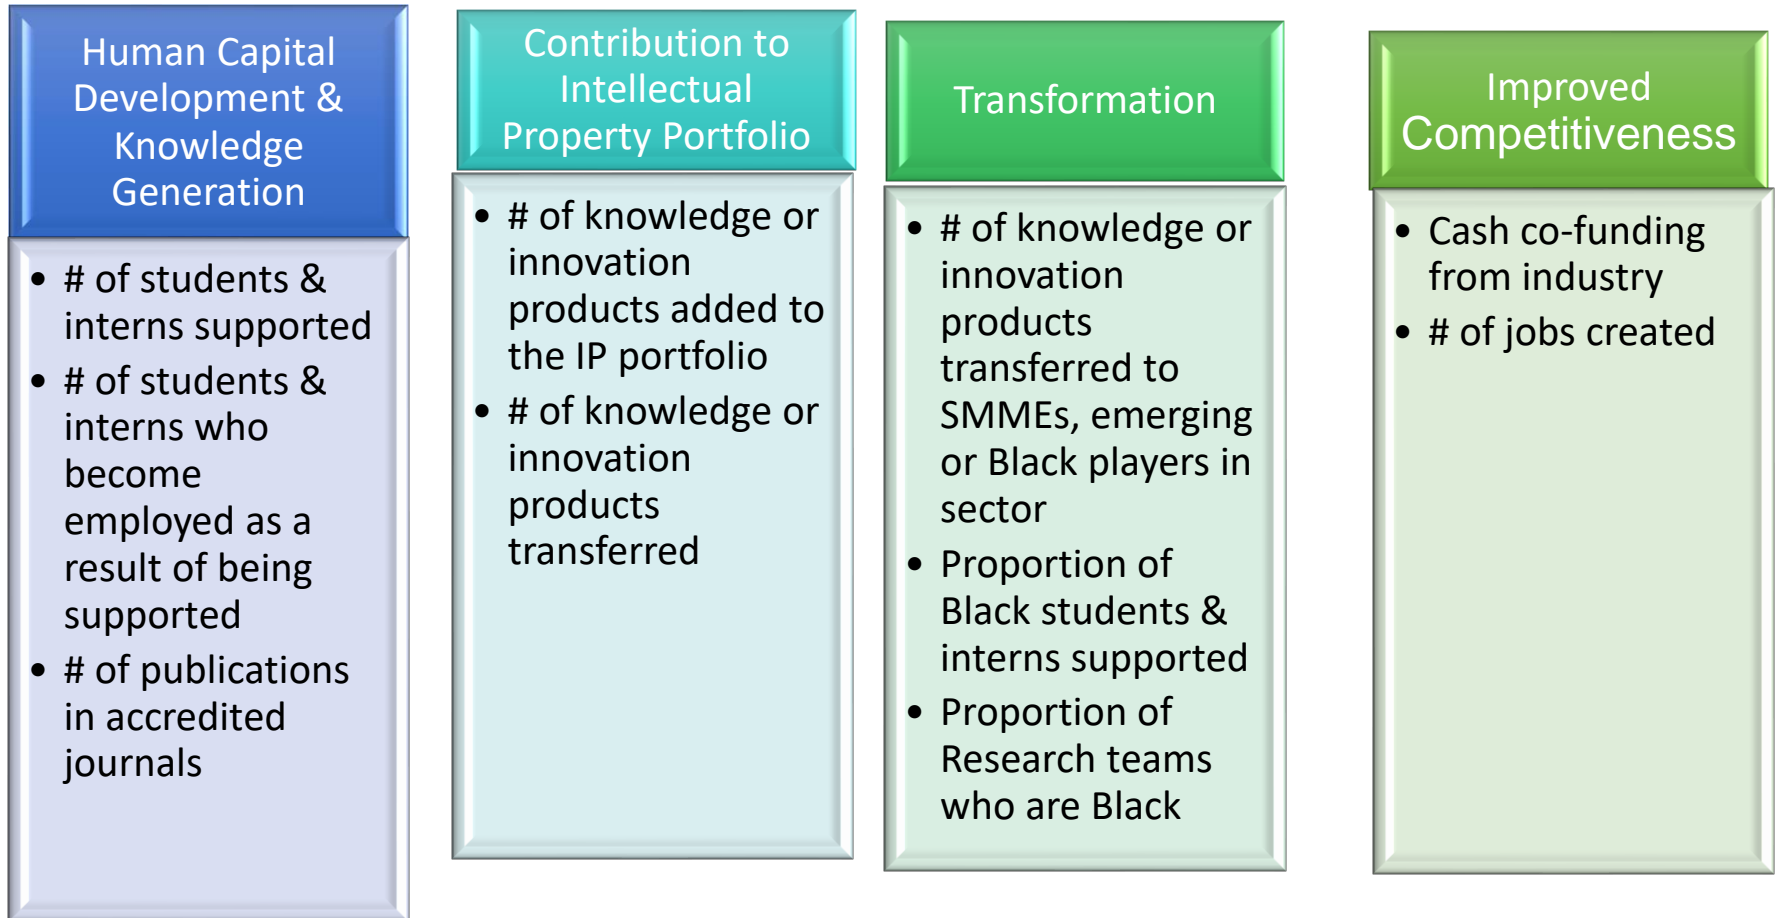 Human Capital
Development &
Knowledge
Generation
• # of students &
interns supported
• # of students &
interns who
become
employed as a
result of being
supported
• # of publications
in accredited
journals
Contribution to
Intellectual
Property Portfolio
• # of knowledge or
innovation
products added to
the IP portfolio
• # of knowledge or
innovation
products
transferred
Transformation
• # of knowledge or
innovation
products
transferred to
SMMEs, emerging
or Black players in
sector
• Proportion of
Black students &
interns supported
• Proportion of
Research teams
who are Black
Improved
Competitiveness
• Cash co-funding
from industry
• # of jobs created